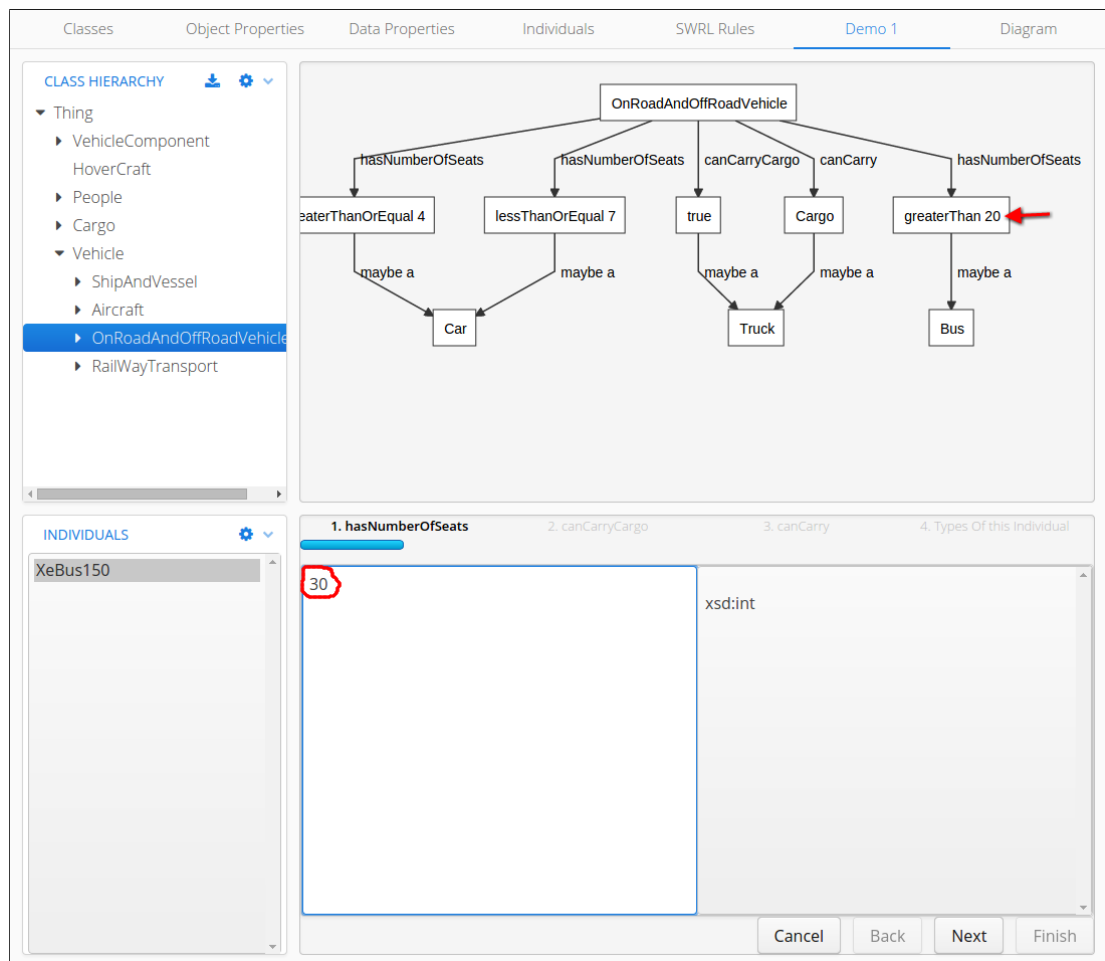 Classes Object Properties Data Properties Individuals SWRL Rules Demo 1 Diagram
CLASS HIERARCHY
Thing
VehicleComponent
HoverCraft
People
Cargo
Vehicle
ShipAndVessel
Aircraft
OnRoadAndOffRoadVehicle
RailWayTransport
OnRoadAndOffRoadVehicle
hasNumberOfSeats hasNumberOfSeats canCarryCargo canCarry hasNumberOfSeats
eaterThanOrEqual 4 lessThanOrEqual 7 true Cargo greaterThan 20
maybe a maybe a maybe a maybe a maybe a
Car Truck Bus
INDIVIDUALS
XeBus150
1. hasNumberOfSeats 2. canCarryCargo 3. canCarry 4. Types Of this Individual
30
xsd:int
Cancel Back Next Finish